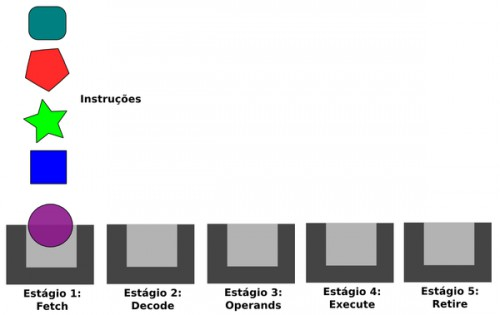 Instruções
Estágio 1:
Fetch
Estágio 2:
Decode
Estágio 3:
Operands
Estágio 4:
Execute
Estágio 5:
Retire